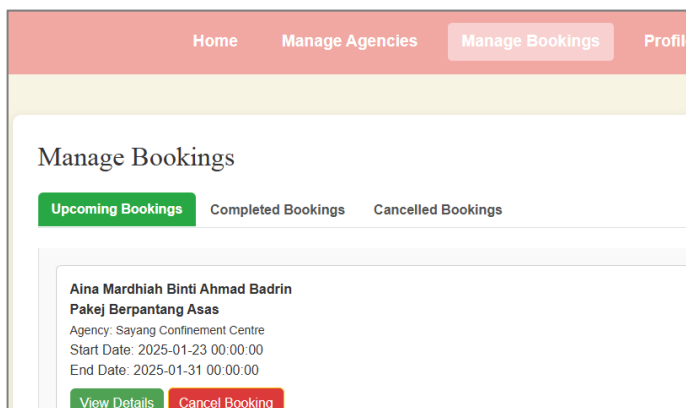 Home Manage Agencies Manage Bookings Profil
Manage Bookings
Upcoming Bookings Completed Bookings Cancelled Bookings
Aina Mardhiah Binti Ahmad Badrin
Pakej Berpantang Asas
Agency: Sayang Confinement Centre
Start Date: 2025-01-23 00:00:00
End Date: 2025-01-31 00:00:00
View Details Cancel Booking